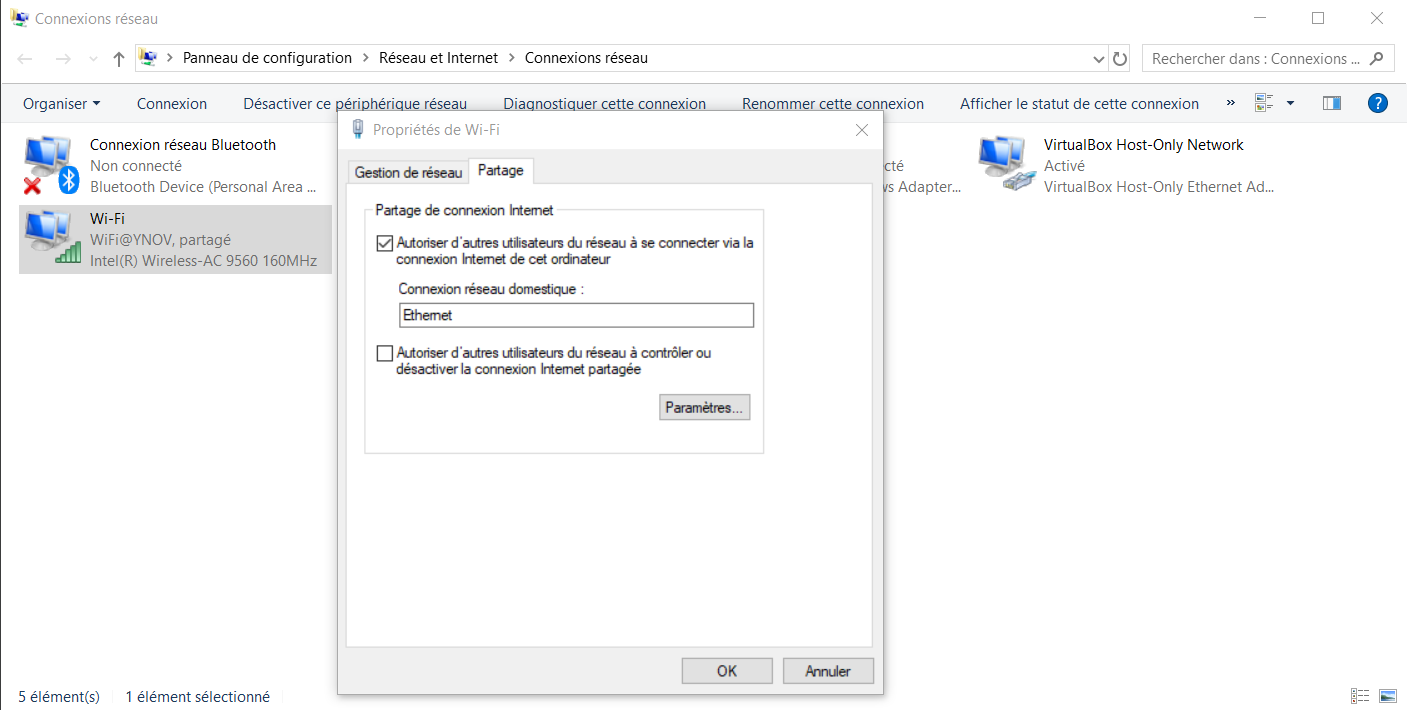 Connexions réseau
Panneau de configuration > Réseau et Internet > Connexions réseau
Rechercher dans : Connexions ...
Organiser
Connexion
Désactiver ce périphérique réseau
Diagnostiquer cette connexion
Renommer cette connexion
Afficher le statut de cette connexion
»
?
Connexion réseau Bluetooth
Non connecté
Bluetooth Device (Personal Area ...
Wi-Fi
WiFi@YNOV, partagé
Intel(R) Wireless-AC 9560 160MHz
Propriétés de Wi-Fi
Gestion de réseau
Partage
Partage de connexion Internet
Autoriser d'autres utilisateurs du réseau à se connecter via la
connexion Internet de cet ordinateur
Connexion réseau domestique :
Ethernet
Autoriser d'autres utilisateurs du réseau à contrôler ou
désactiver la connexion Internet partagée
Paramètres...
OK
Annuler
Adapter...
VirtualBox Host-Only Network
Activé
VirtualBox Host-Only Ethernet Ad...
5 élément(s)
1 élément sélectionné